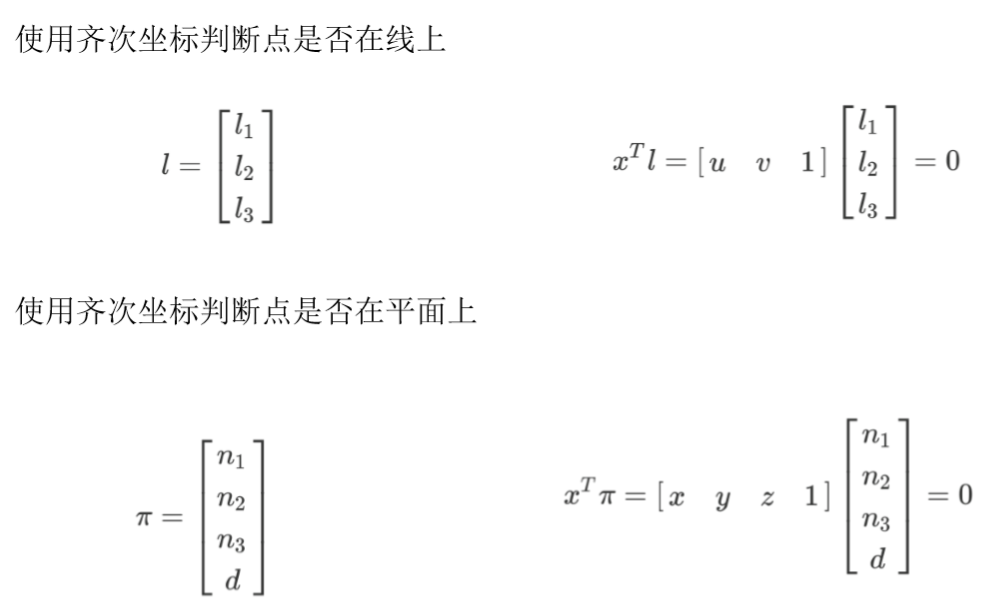 使用齐次坐标判断点是否在线上
l = [l₁ l₂ l₃]
xᵀl = [u v 1] [l₁ l₂ l₃] = 0
使用齐次坐标判断点是否在平面上
π = [n₁ n₂ n₃ d]
xᵀπ = [x y z 1] [n₁ n₂ n₃ d] = 0